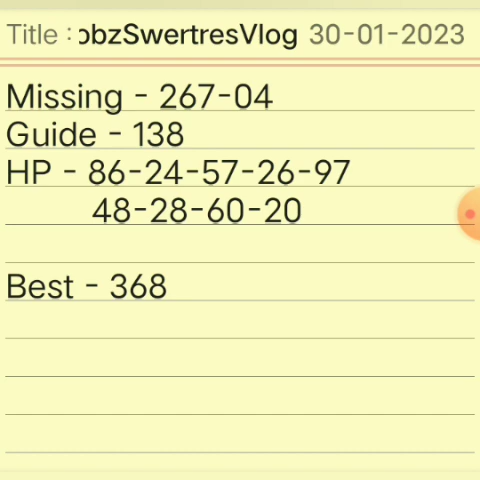 Title : obzSwertresVlog 30-01-2023
Missing - 267-04
Guide - 138
HP - 86-24-57-26-97
48-28-60-20
Best - 368